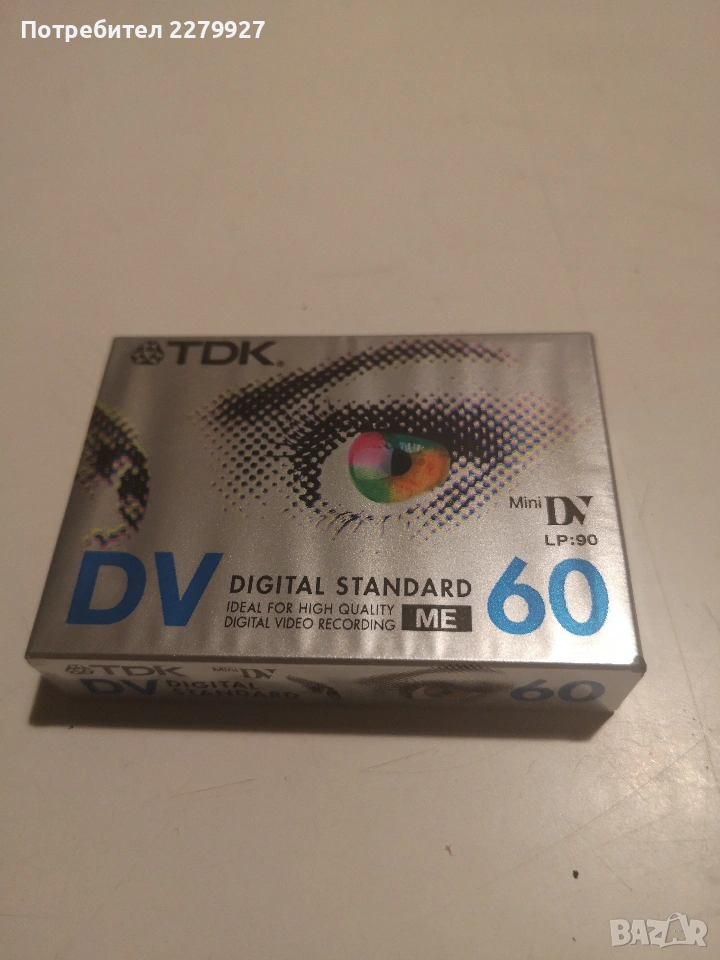 Потребител 2279927
TDK®
Mini DV
LP:90
DV DIGITAL STANDARD 60
IDEAL FOR HIGH QUALITY
DIGITAL VIDEO RECORDING ME
TDK MINI DV
DV DIGITAL STANDARD 60
BAZAR